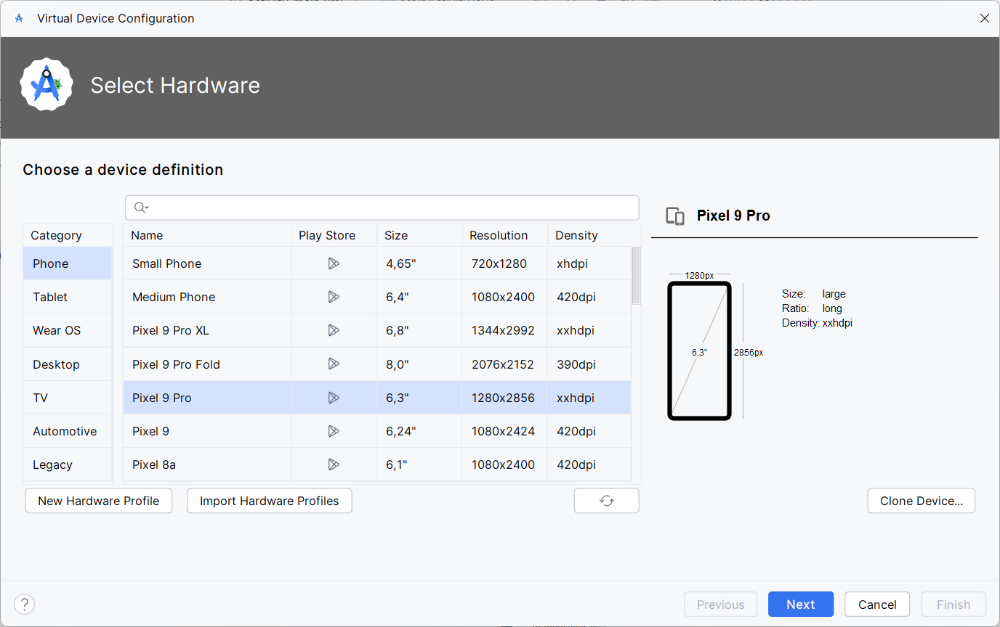 Virtual Device Configuration
Select Hardware
Choose a device definition
Category Name Play Store Size Resolution Density
Phone Small Phone 4,65" 720x1280 xhdpi
Tablet Medium Phone 6,4" 1080x2400 420dpi
Wear OS Pixel 9 Pro XL 6,8" 1344x2992 xxhdpi
Desktop Pixel 9 Pro Fold 8,0" 2076x2152 390dpi
TV Pixel 9 Pro 6,3" 1280x2856 xxhdpi
Automotive Pixel 9 6,24" 1080x2424 420dpi
Legacy Pixel 8a 6,1" 1080x2400 420dpi
Pixel 9 Pro
1280px
Size: large
Ratio: long
Density: xxhdpi
6,3" 2856px
New Hardware Profile Import Hardware Profiles Clone Device...
? Previous Next Cancel Finish